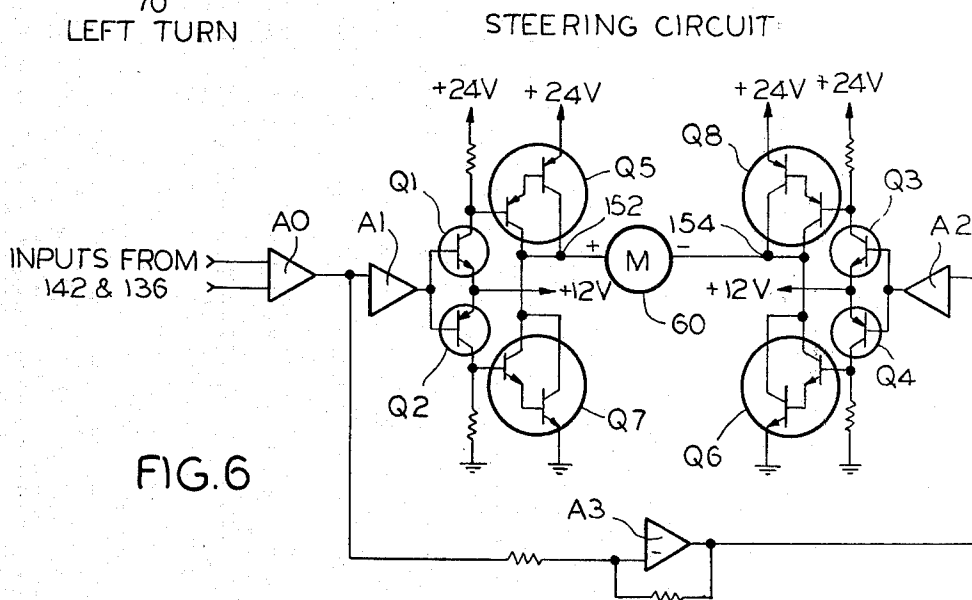 70
LEFT TURN
STEERING CIRCUIT
+24V
+24V
+24V
+24V
Q1
Q5
Q8
Q3
152
154
A0
A1
A2
INPUTS FROM
142 & 136
+
M
-
+12V
+12V
60
Q2
Q7
Q6
Q4
FIG.6
A3
-
-